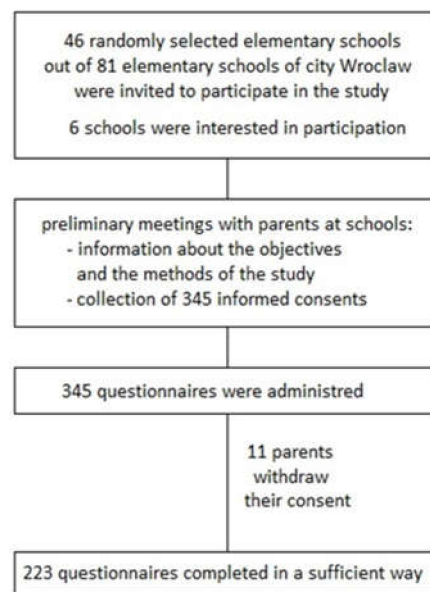 46 randomly selected elementary schools
out of 81 elementary schools of city Wroclaw
were invited to participate in the study
6 schools were interested in participation
preliminary meetings with parents at schools:
- information about the objectives
and the methods of the study
- collection of 345 informed consents
345 questionnaires were administred
11 parents
withdraw
their consent
223 questionnaires completed in a sufficient way